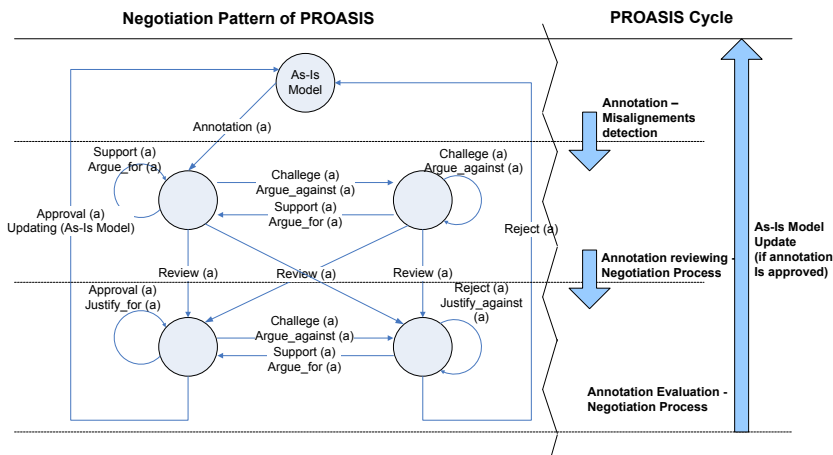 Negotiation Pattern of PROASIS
PROASIS Cycle
As-Is
Model
Annotation (a)
Annotation –
Misalignements
detection
Support (a)
Argue_for (a)
Challege (a)
Argue_against (a)
Support (a)
Argue_for (a)
Challege (a)
Argue_against (a)
Approval (a)
Updating (As-Is Model)
Reject (a)
As-Is Model
Update
(if annotation
Is approved)
Review (a)
Review (a)
Review (a)
Annotation reviewing -
Negotiation Process
Approval (a)
Justify_for (a)
Challege (a)
Argue_against (a)
Support (a)
Argue_for (a)
Reject (a)
Justify_against
(a)
Annotation Evaluation -
Negotiation Process